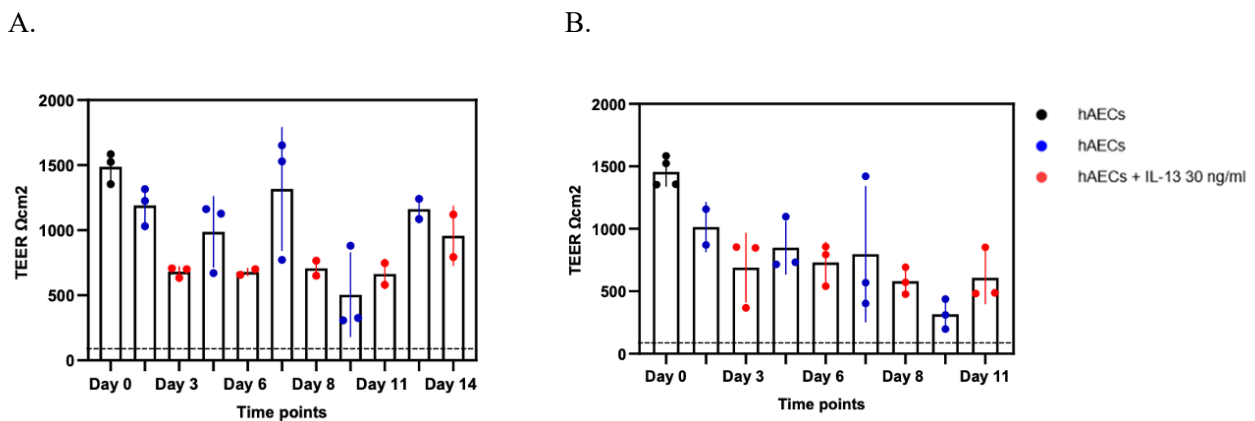 A.
B.
2000
1500
1000
500
0
TEER Ωcm2
Day 0
Day 3
Day 6
Day 8
Day 11
Day 14
Time points
2000
1500
1000
500
0
TEER Ωcm2
Day 0
Day 3
Day 6
Day 8
Day 11
Time points
hAECs
hAECs
hAECs + IL-13 30 ng/ml